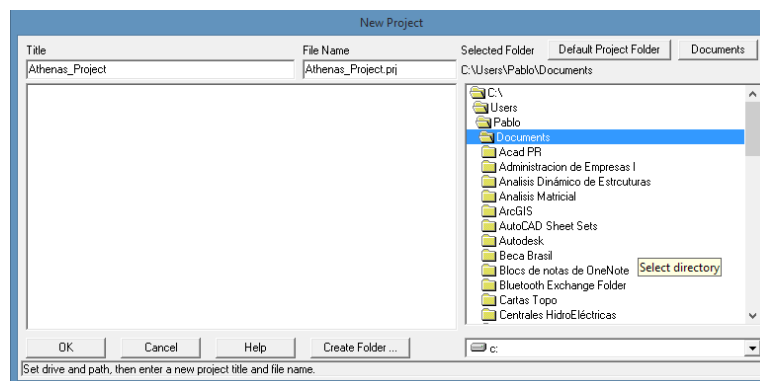 New Project
Title
File Name
Selected Folder
Default Project Folder
Documents
Athenas_Project
Athenas_Project.prj
C:\Users\Pablo\Documents
C:\
Users
Pablo
Documents
Acad PR
Administracion de Empresas I
Analisis Dinámico de Estrcuturas
Analisis Matricial
ArcGIS
AutoCAD Sheet Sets
Autodesk
Beca Brasil
Blocs de notas de OneNote
Select directory
Bluetooth Exchange Folder
Cartas Topo
Centrales HidroEléctricas
OK
Cancel
Help
Create Folder ...
c:
Set drive and path, then enter a new project title and file name.